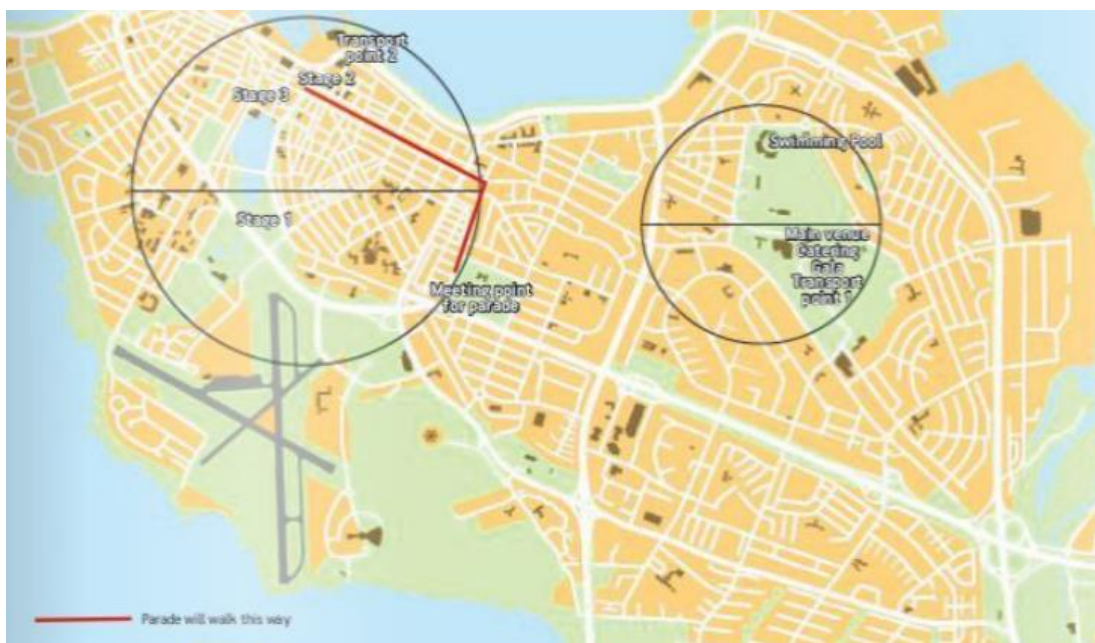 Transport
point 2
Stage 2
Stage 3
Swimming Pool
Stage 1
Main venue
Catering
Gala
Transport
point 1
Meeting point
for parade
Parade will walk this way